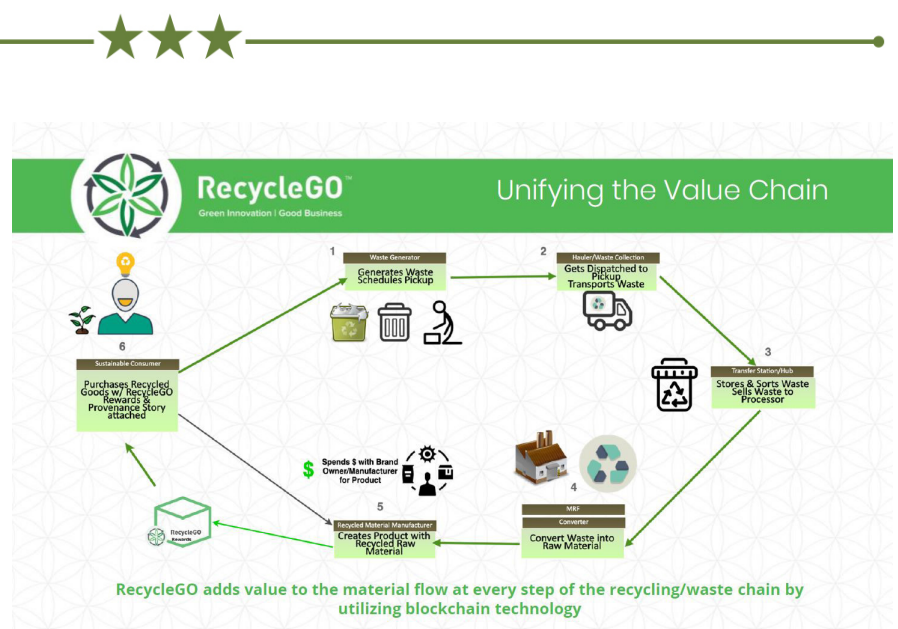 RecycleGO™
Green Innovation | Good Business
Unifying the Value Chain
1
Waste Generator
Generates Waste
Schedules Pickup
2
Hauler/Waste Collection
Gets Dispatched to
Pickup
Transports Waste
3
Transfer Station/Hub
Stores & Sorts Waste
Sells Waste to
Processor
4
MRF
Converter
Convert Waste into
Raw Material
$
Spends $ with Brand
Owner/Manufacturer
for Product
5
Recycled Material Manufacturer
Creates Product with
Recycled Raw
Material
RecycleGO
Rewards
6
Sustainable Consumer
Purchases Recycled
Goods w/ RecycleGO
Rewards &
Provenance Story
attached
RecycleGO adds value to the material flow at every step of the recycling/waste chain by
utilizing blockchain technology